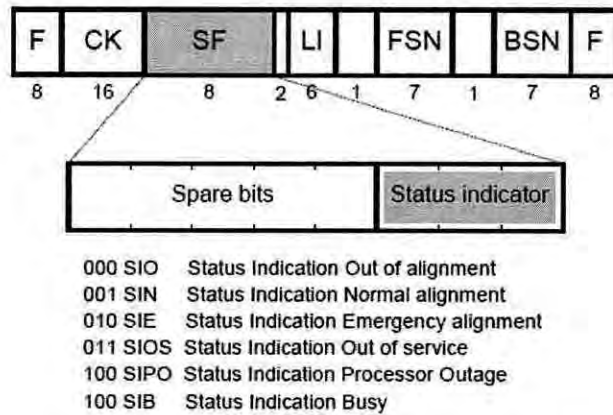 F CK SF LI FSN BSN F
8 16 8 2 6 1 7 1 7 8
Spare bits Status indicator
000 SIO Status Indication Out of alignment
001 SIN Status Indication Normal alignment
010 SIE Status Indication Emergency alignment
011 SIOS Status Indication Out of service
100 SIPO Status Indication Processor Outage
100 SIB Status Indication Busy